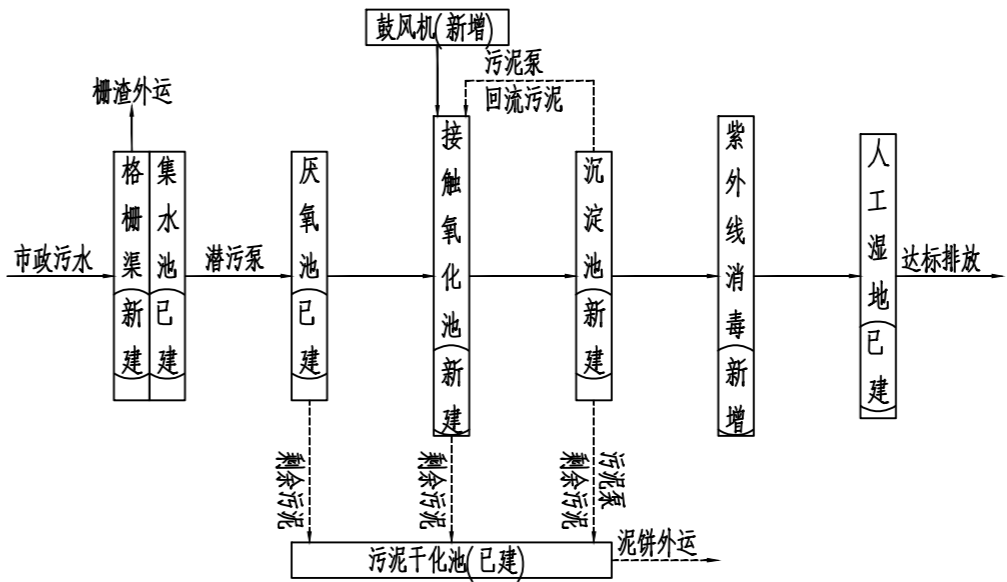 鼓风机(新增)
污泥泵
回流污泥
栅渣外运
市政污水
格栅渠(新建)
集水池(已建)
潜污泵
厌氧池(已建)
接触氧化池(新建)
沉淀池(新建)
紫外线消毒(新增)
人工湿地(已建)
达标排放
剩余污泥
剩余污泥
剩余污泥
污泥泵
污泥干化池(已建)
泥饼外运